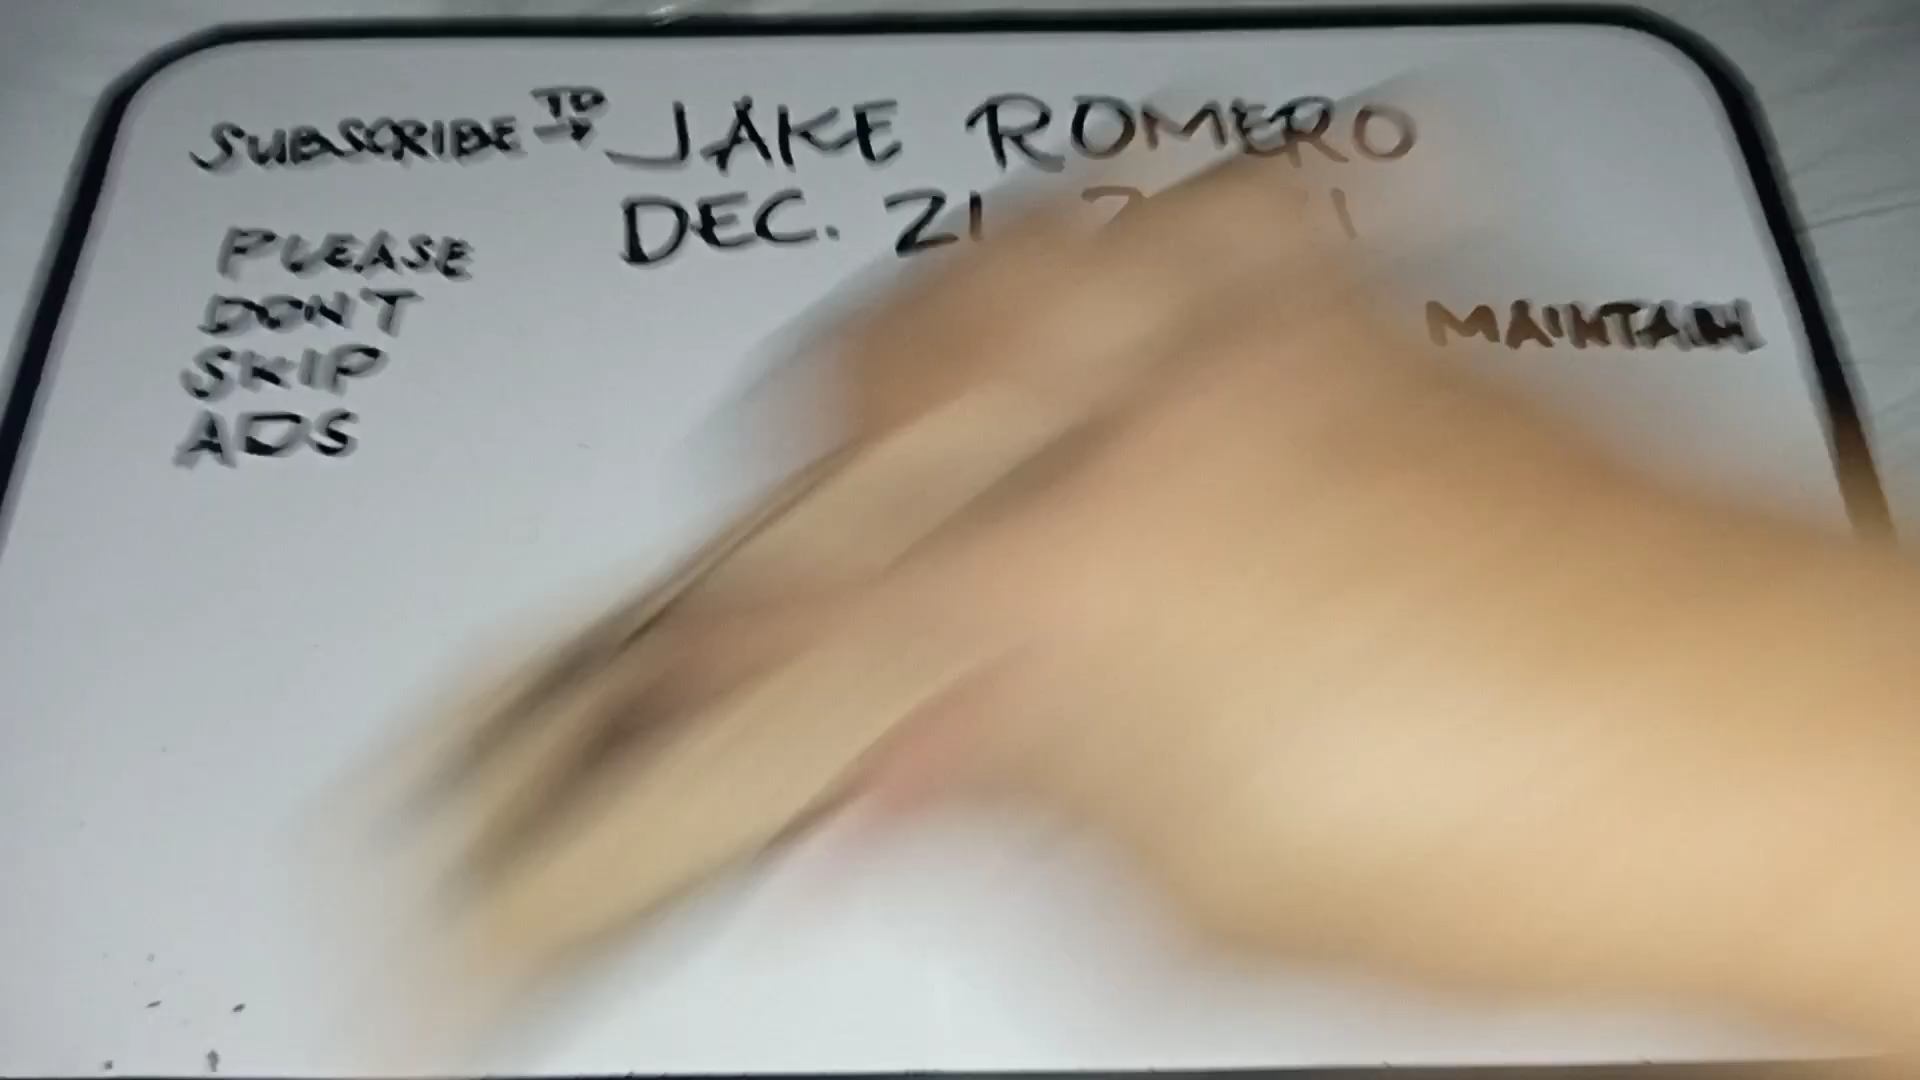 SUBSCRIBE TO → JAKE ROMERO
DEC. 21
PLEASE
DON'T
SKIP
ADS
MAINTAIN